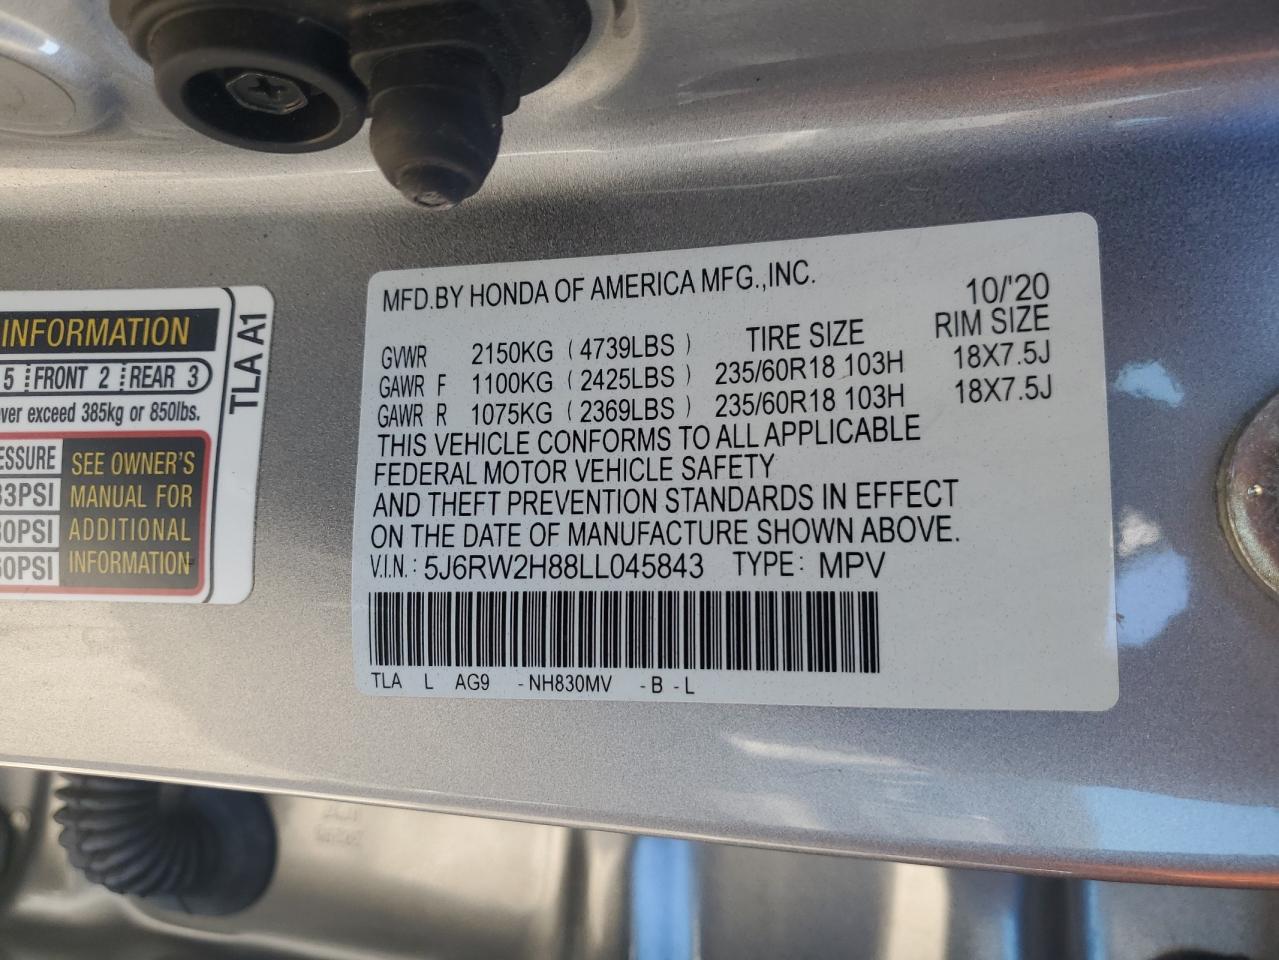 INFORMATION
5 FRONT 2 REAR 3
exceed 385kg or 850lbs.
SEE OWNER'S
33PSI MANUAL FOR
ADDITIONAL
INFORMATION
TLA A1
MFD.BY HONDA OF AMERICA MFG.,INC. 10/'20
GVWR 2150KG (4739LBS) TIRE SIZE RIM SIZE
GAWR F 1100KG (2425LBS) 235/60R18 103H 18X7.5J
GAWR R 1075KG (2369LBS) 235/60R18 103H 18X7.5J
THIS VEHICLE CONFORMS TO ALL APPLICABLE
FEDERAL MOTOR VEHICLE SAFETY
AND THEFT PREVENTION STANDARDS IN EFFECT
ON THE DATE OF MANUFACTURE SHOWN ABOVE.
V.I.N.: 5J6RW2H88LL045843 TYPE: MPV
TLA L AG9 -NH830MV -B -L